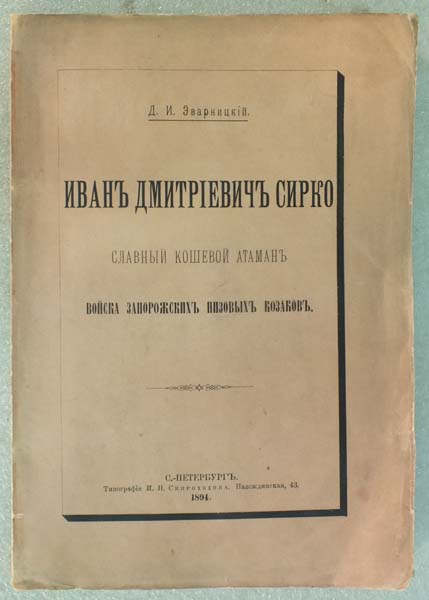 Д. И. Эварницкій.
ИВАНЪ ДМИТРІЕВИЧЪ СИРКО
СЛАВНЫЙ КОШЕВОЙ АТАМАНЪ
ВОЙСКА ЗАПОРОЖСКИХЪ НИЗОВЫХЪ КОЗАКОВЪ.
С.-ПЕТЕРБУРГЪ.
Типографія И. Н. Скороходова. Надеждинская, 43.
1894.